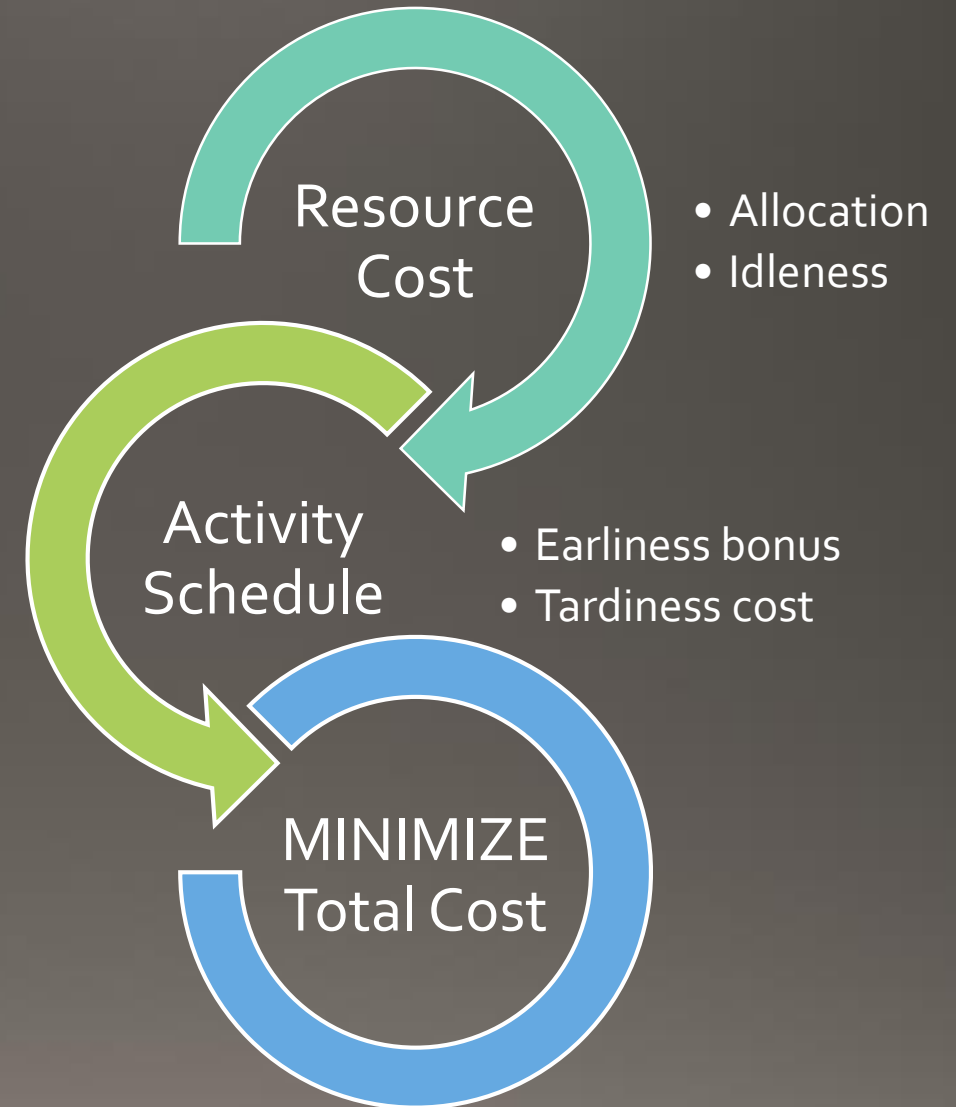 Resource
Cost
• Allocation
• Idleness
Activity
Schedule
• Earliness bonus
• Tardiness cost
MINIMIZE
Total Cost